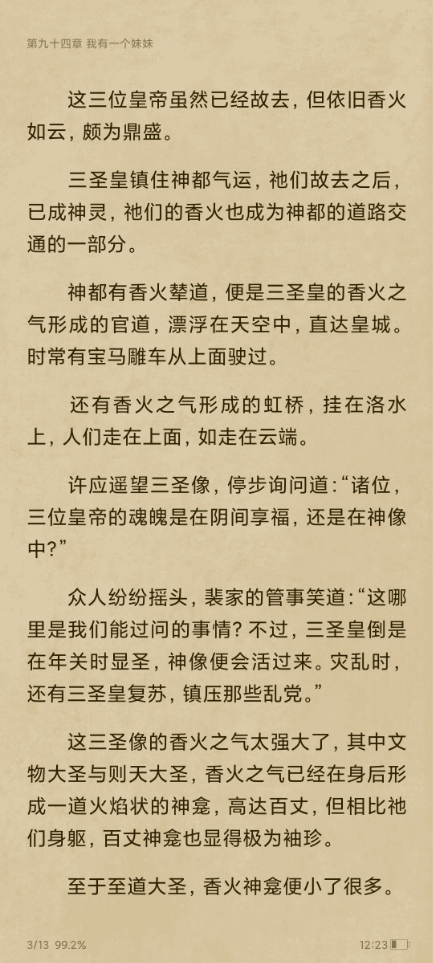 第九十四章 我有一个妹妹
这三位皇帝虽然已经故去，但依旧香火
如云，颇为鼎盛。
三圣皇镇住神都气运，祂们故去之后，
已成神灵，祂们的香火也成为神都的道路交
通的一部分。
神都有香火辇道，便是三圣皇的香火之
气形成的官道，漂浮在天空中，直达皇城。
时常有宝马雕车从上面驶过。
还有香火之气形成的虹桥，挂在洛水
上，人们走在上面，如走在云端。
许应遥望三圣像，停步询问道：“诸位，
三位皇帝的魂魄是在阴间享福，还是在神像
中？”
众人纷纷摇头，裴家的管事笑道：“这哪
里是我们能过问的事情？不过，三圣皇倒是
在年关时显圣，神像便会活过来。灾乱时，
还有三圣皇复苏，镇压那些乱党。”
这三圣像的香火之气太强大了，其中文
物大圣与则天大圣，香火之气已经在身后形
成一道火焰状的神龛，高达百丈，但相比祂
们身躯，百丈神龛也显得极为袖珍。
至于至道大圣，香火神龛便小了很多。
3/13 99.2%
12:23